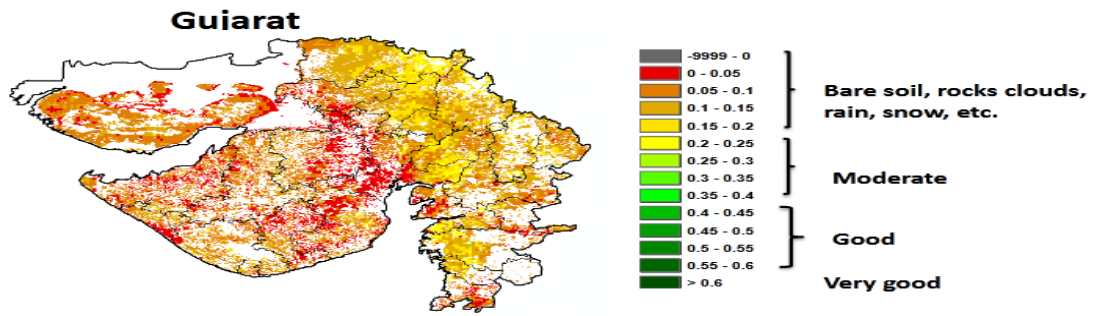 Gujarat
-9999 - 0
0 - 0.05
0.05 - 0.1
0.1 - 0.15
0.15 - 0.2
0.2 - 0.25
0.25 - 0.3
0.3 - 0.35
0.35 - 0.4
0.4 - 0.45
0.45 - 0.5
0.5 - 0.55
0.55 - 0.6
> 0.6
Bare soil, rocks clouds,
rain, snow, etc.
Moderate
Good
Very good